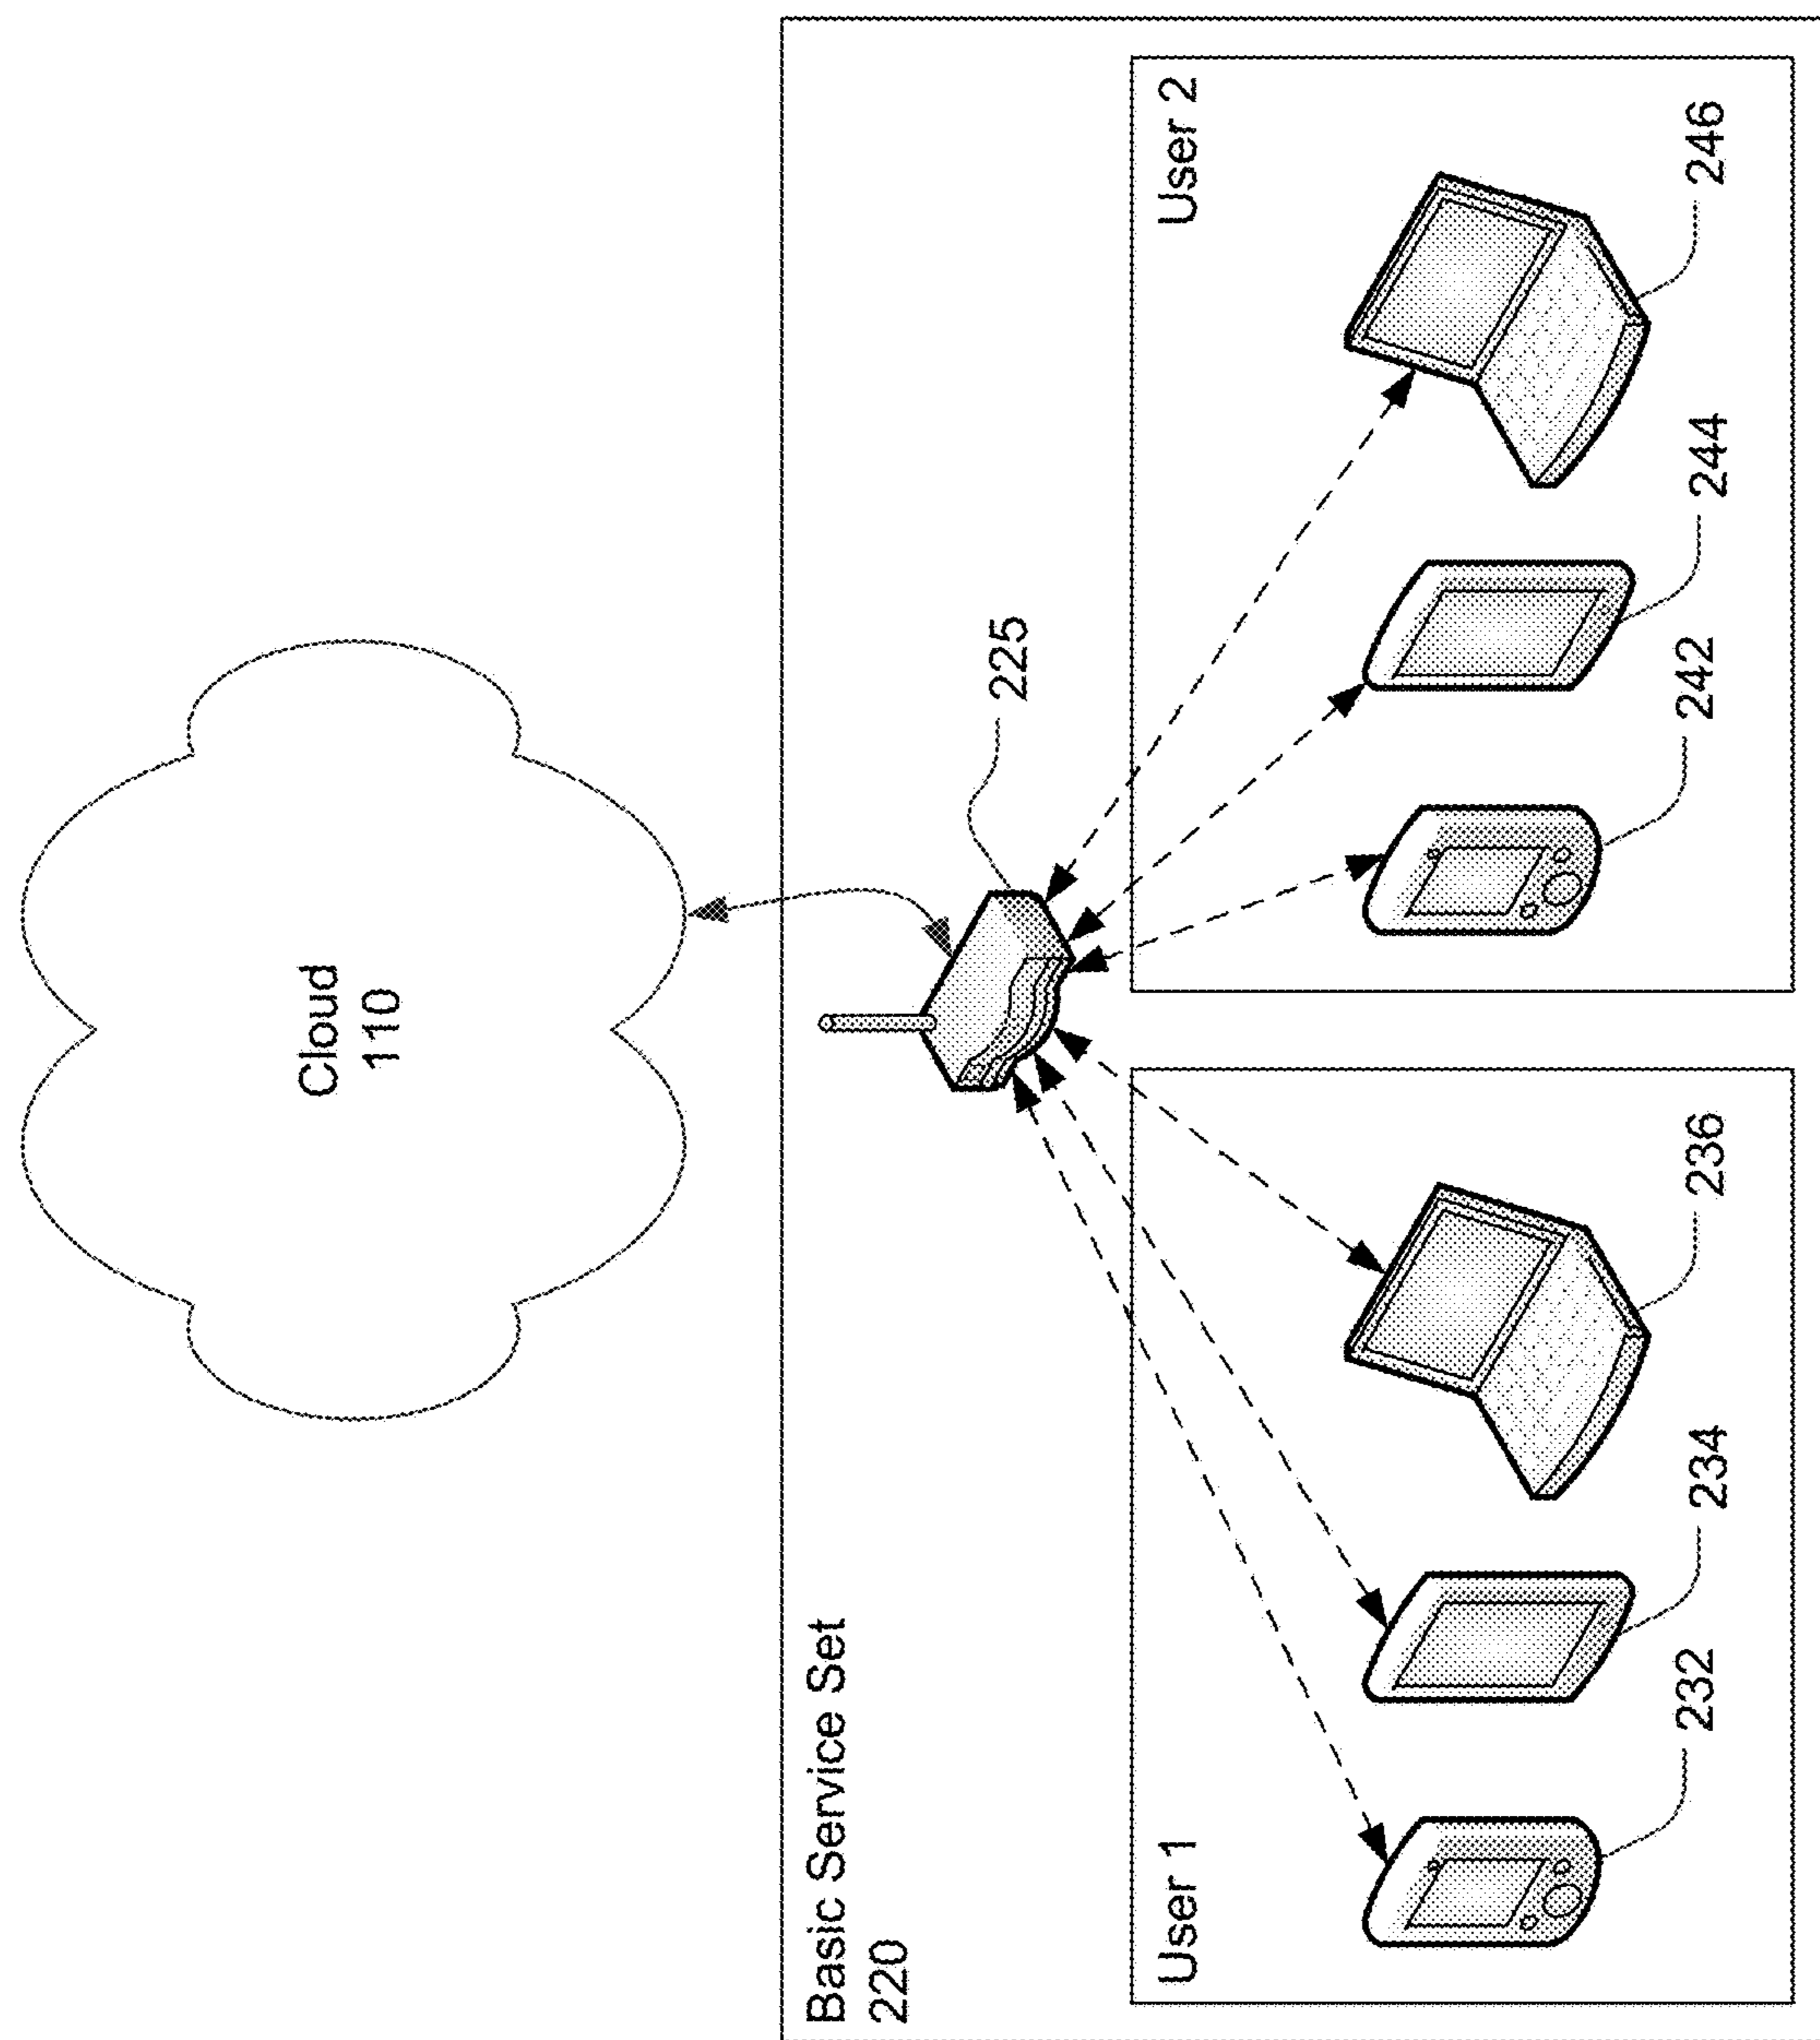 Cloud
110
Basic Service Set
220
225
User 1
232
234
236
User 2
242
244
246